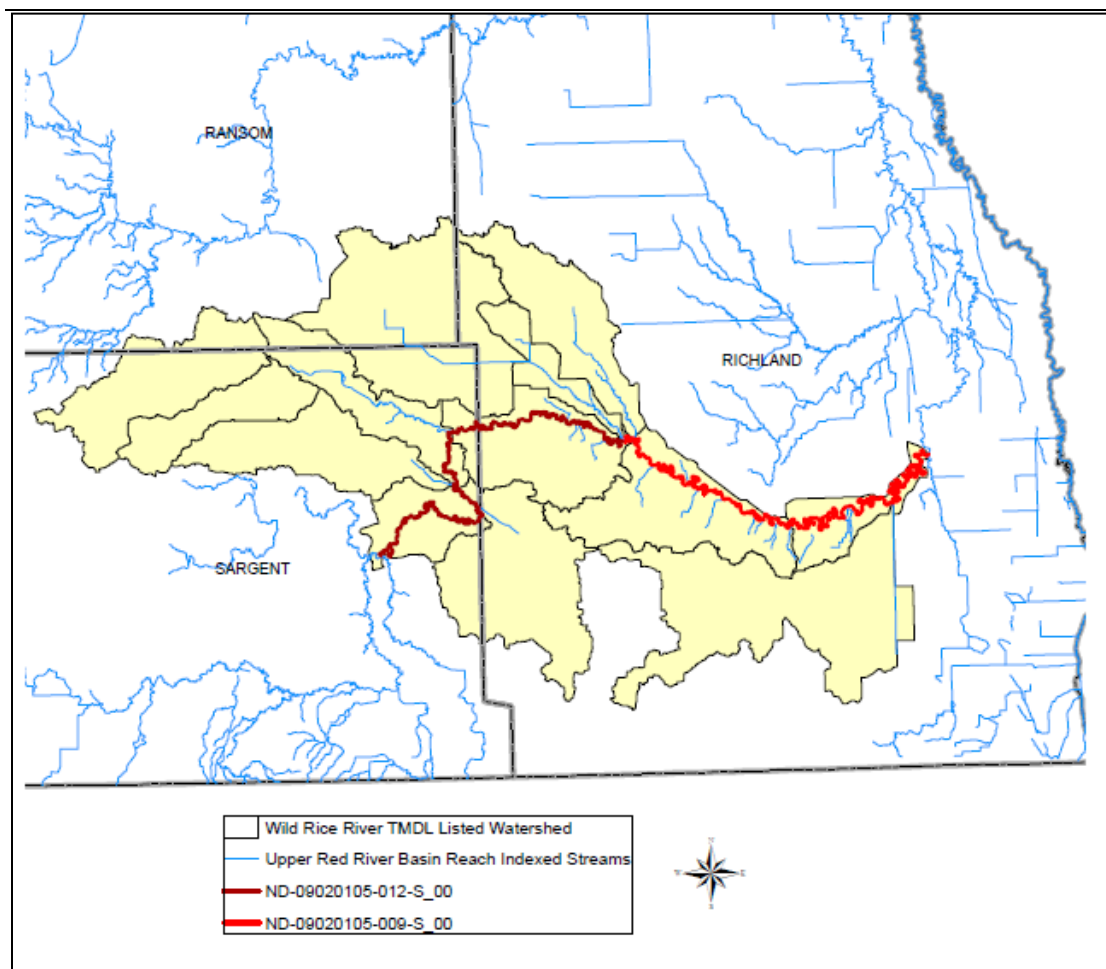 RANSOM
RICHLAND
SARGENT
Wild Rice River TMDL Listed Watershed
Upper Red River Basin Reach Indexed Streams
ND-09020105-012-S_00
ND-09020105-009-S_00
N
W
E
S